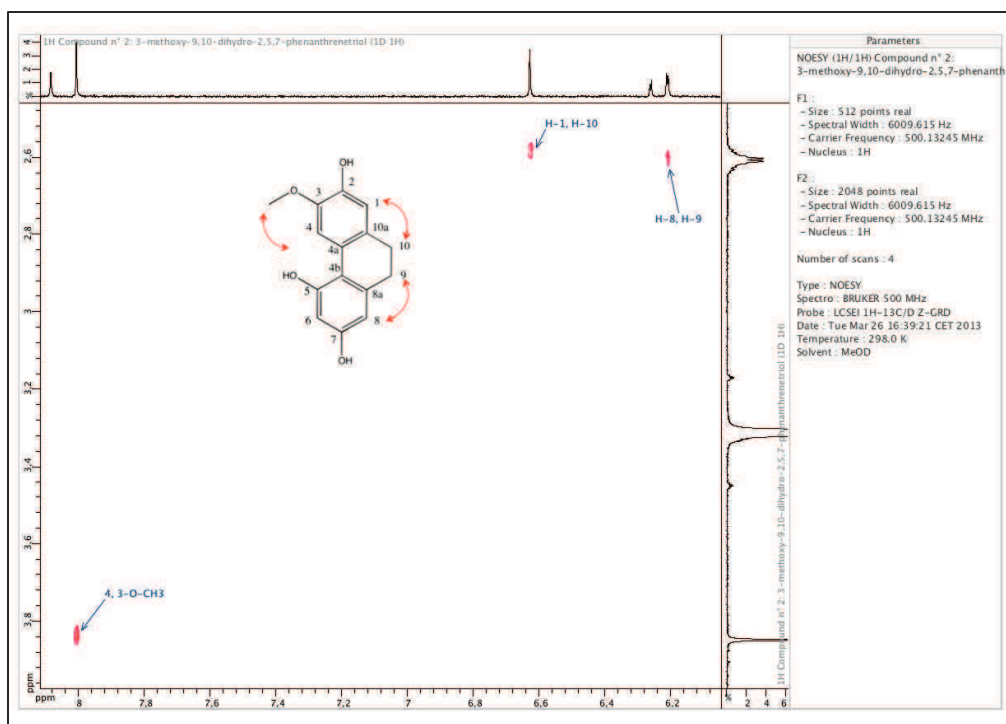 1H Compound n° 2: 3-methoxy-9,10-dihydro-2,5,7-phenanthrenetriol (1D 1H)
4
3
2
1
%
2,6
2,8
3
3,2
3,4
3,6
3,8
ppm
H-1, H-10
H-8, H-9
4, 3-O-CH3
OH
2
O
3
1
4
10a
4a
10
4b
9
HO
5
8a
6
8
7
OH
ppm
8
7,8
7,6
7,4
7,2
7
6,8
6,6
6,4
6,2
% 2 4 6
1H Compound n° 2: 3-methoxy-9,10-dihydro-2,5,7-phenanthrenetriol (1D 1H)
Parameters
NOESY (1H/1H) Compound n° 2:
3-methoxy-9,10-dihydro-2,5,7-phenanth
F1 :
- Size : 512 points real
- Spectral Width : 6009.615 Hz
- Carrier Frequency : 500.13245 MHz
- Nucleus : 1H
F2 :
- Size : 2048 points real
- Spectral Width : 6009.615 Hz
- Carrier Frequency : 500.13245 MHz
- Nucleus : 1H
Number of scans : 4
Type : NOESY
Spectro : BRUKER 500 MHz
Probe : LCSEI 1H-13C/D Z-GRD
Date : Tue Mar 26 16:39:21 CET 2013
Temperature : 298.0 K
Solvent : MeOD